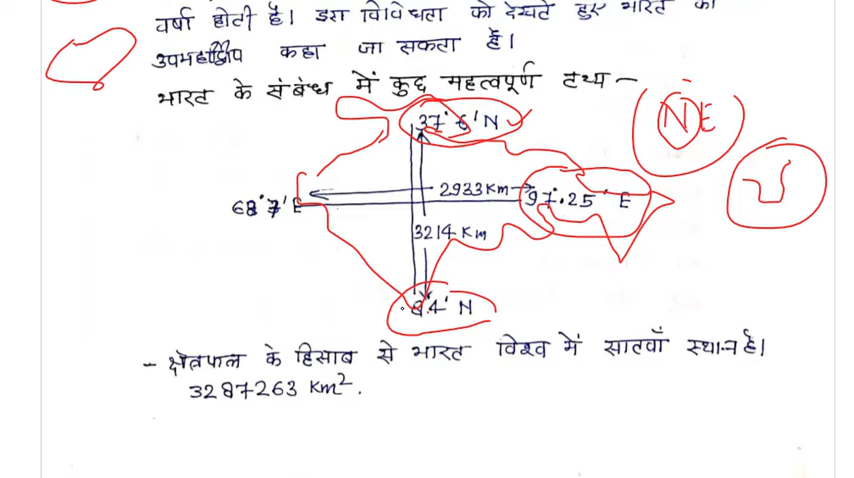 वर्षा होती है। इस विविधता को देखते हुए भारत को
उपमहाद्वीप कहा जा सकता है।
भारत के संबंध में कुछ महत्वपूर्ण तथ्य –
37° 6' N
NE
2933 Km
68° 7' E
97°.25' E
3214 Km
8°4' N
– क्षेत्रफल के हिसाब से भारत विश्व में सातवाँ स्थान है।
3287263 Km².